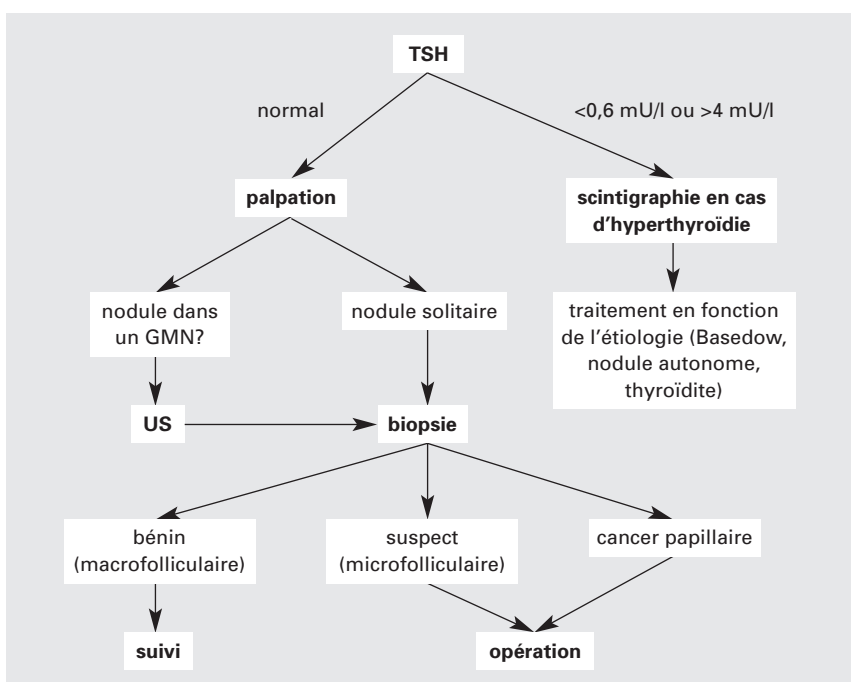 TSH
normal
<0,6 mU/l ou >4 mU/l
palpation
scintigraphie en cas
d'hyperthyroïdie
nodule dans
un GMN?
nodule solitaire
traitement en fonction
de l'étiologie (Basedow,
nodule autonome,
thyroïdite)
US
biopsie
bénin
(macrofolliculaire)
suspect
(microfolliculaire)
cancer papillaire
suivi
opération